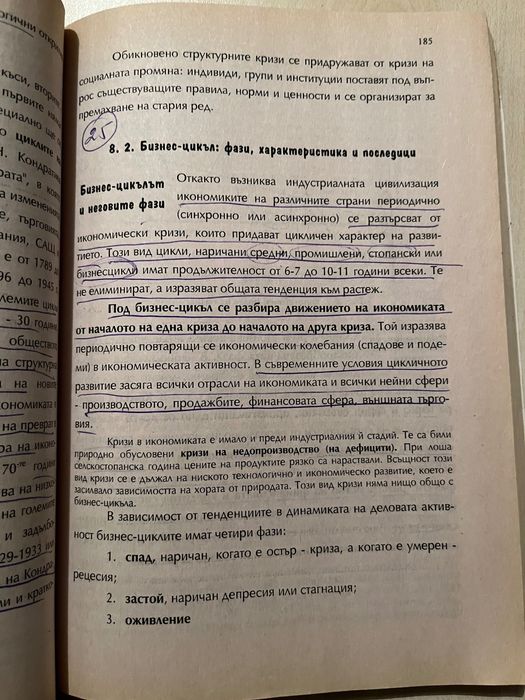 185
Обикновено структурните кризи се придружават от кризи на
социалната промяна: индивиди, групи и институции поставят под въп-
рос съществуващите правила, норми и ценности и се организират за
премахване на стария ред.
25
8. 2. Бизнес-цикъл: фази, характеристика и последици
Бизнес-цикълът
и неговите фази
Откакто възниква индустриалната цивилизация
икономиките на различните страни периодично
(синхронно или асинхронно) се разтърсват от
икономически кризи, които придават цикличен характер на разви-
тието. Този вид цикли, наричани средни, промишлени, стопански или
бизнесцикли имат продължителност от 6-7 до 10-11 години всеки. Те
не елиминират, а изразяват общата тенденция към растеж.
Под бизнес-цикъл се разбира движението на икономиката
от началото на една криза до началото на друга криза. Той изразява
периодично повтарящи се икономически колебания (спадове и поде-
ми) в икономическата активност. В съвременните условия цикличното
развитие засяга всички отрасли на икономиката и всички нейни сфери
- производството, продажбите, финансовата сфера, външната търго-
вия.
Кризи в икономиката е имало и преди индустриалния й стадий. Те са били
природно обусловени кризи на недопроизводство (на дефицити). При лоша
селскостопанска година цените на продуктите рязко са нараствали. Всъщност този
вид кризи се е дължал на ниското технологично и икономическо развитие, което е
засилвало зависимостта на хората от природата. Този вид кризи няма нищо общо с
бизнес-цикъла.
В зависимост от тенденциите в динамиката на деловата актив-
ност бизнес-циклите имат четири фази:
1. спад, наричан, когато е остър - криза, а когато е умерен -
рецесия;
2. застой, наричан депресия или стагнация;
3. оживление